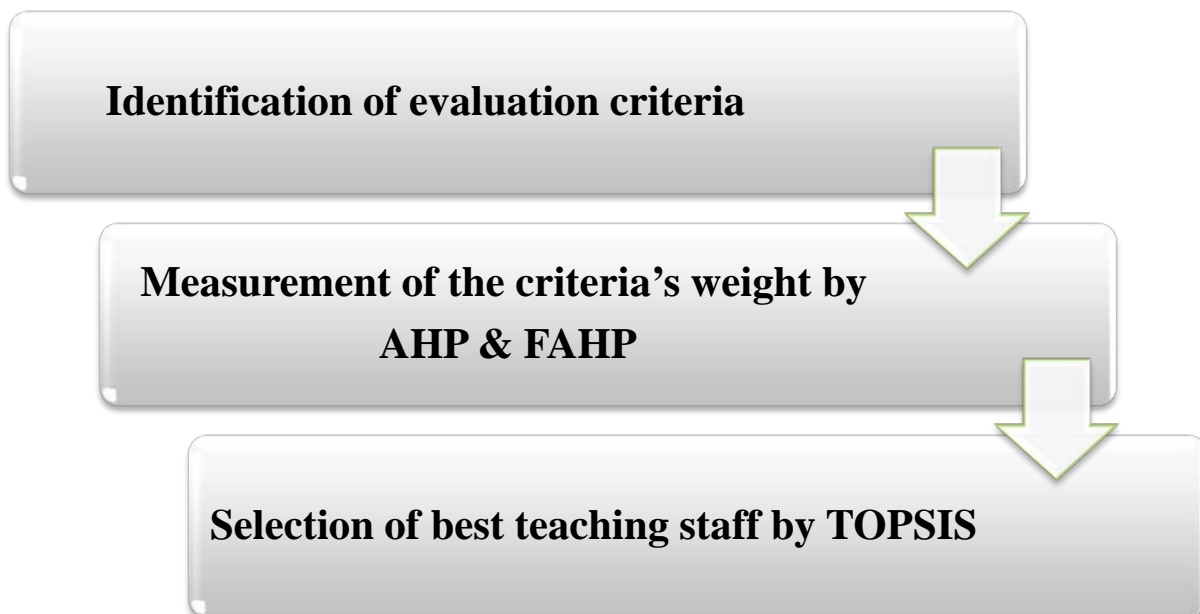 Identification of evaluation criteria
Measurement of the criteria’s weight by
AHP & FAHP
Selection of best teaching staff by TOPSIS